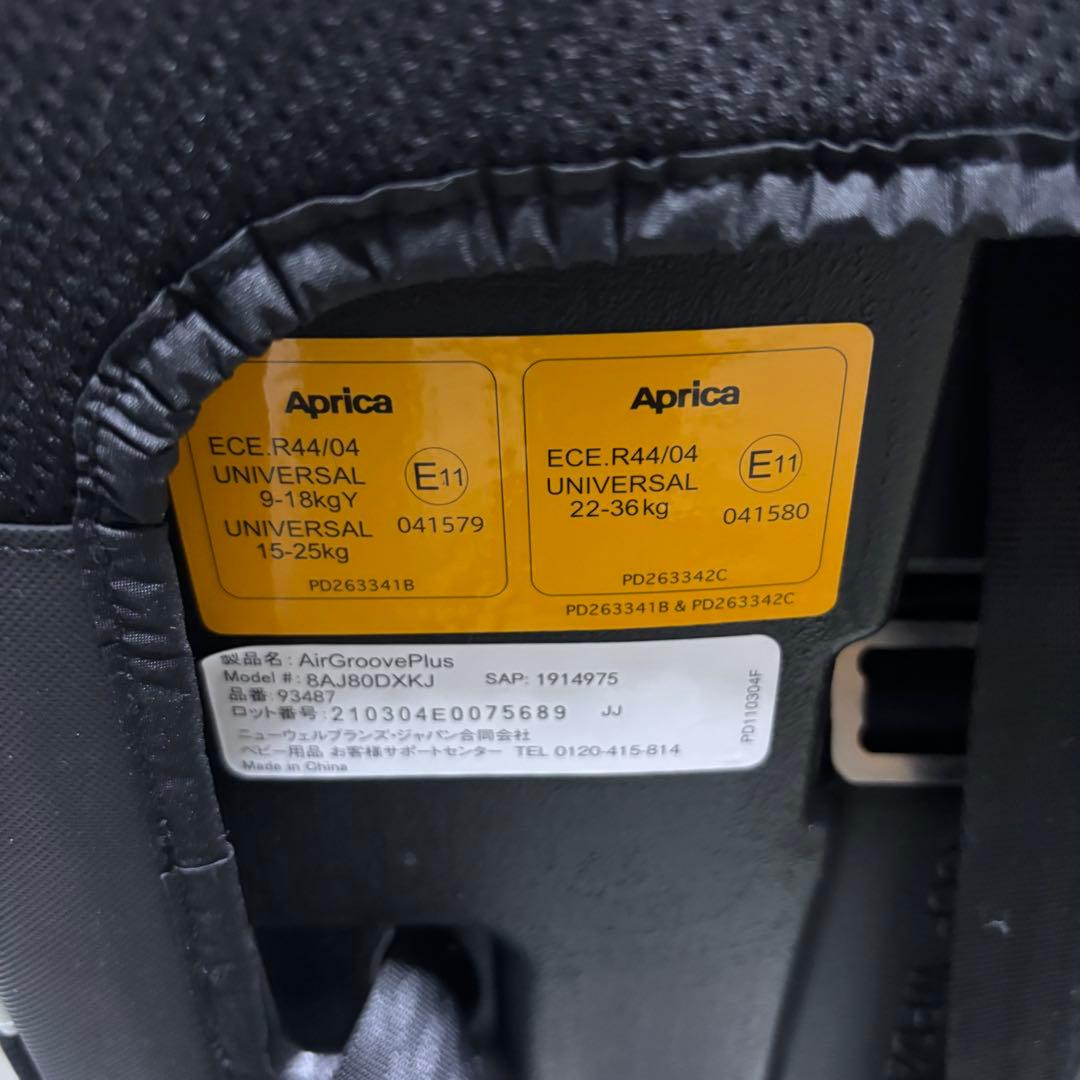 Aprica
ECE.R44/04
UNIVERSAL
9-18kgY
UNIVERSAL
15-25kg
E11
041579
PD263341B
Aprica
ECE.R44/04
UNIVERSAL
22-36kg
E11
041580
PD263342C
PD263341B & PD263342C
製品名:AirGroovePlus
Model #:8AJ80DXKJ SAP: 1914975
品番:93487
ロット番号:210304E0075689 JJ
ニューウェルブランズ・ジャパン合同会社
ベビー用品 お客様サポートセンター TEL 0120-415-814
Made in China
PD110304F